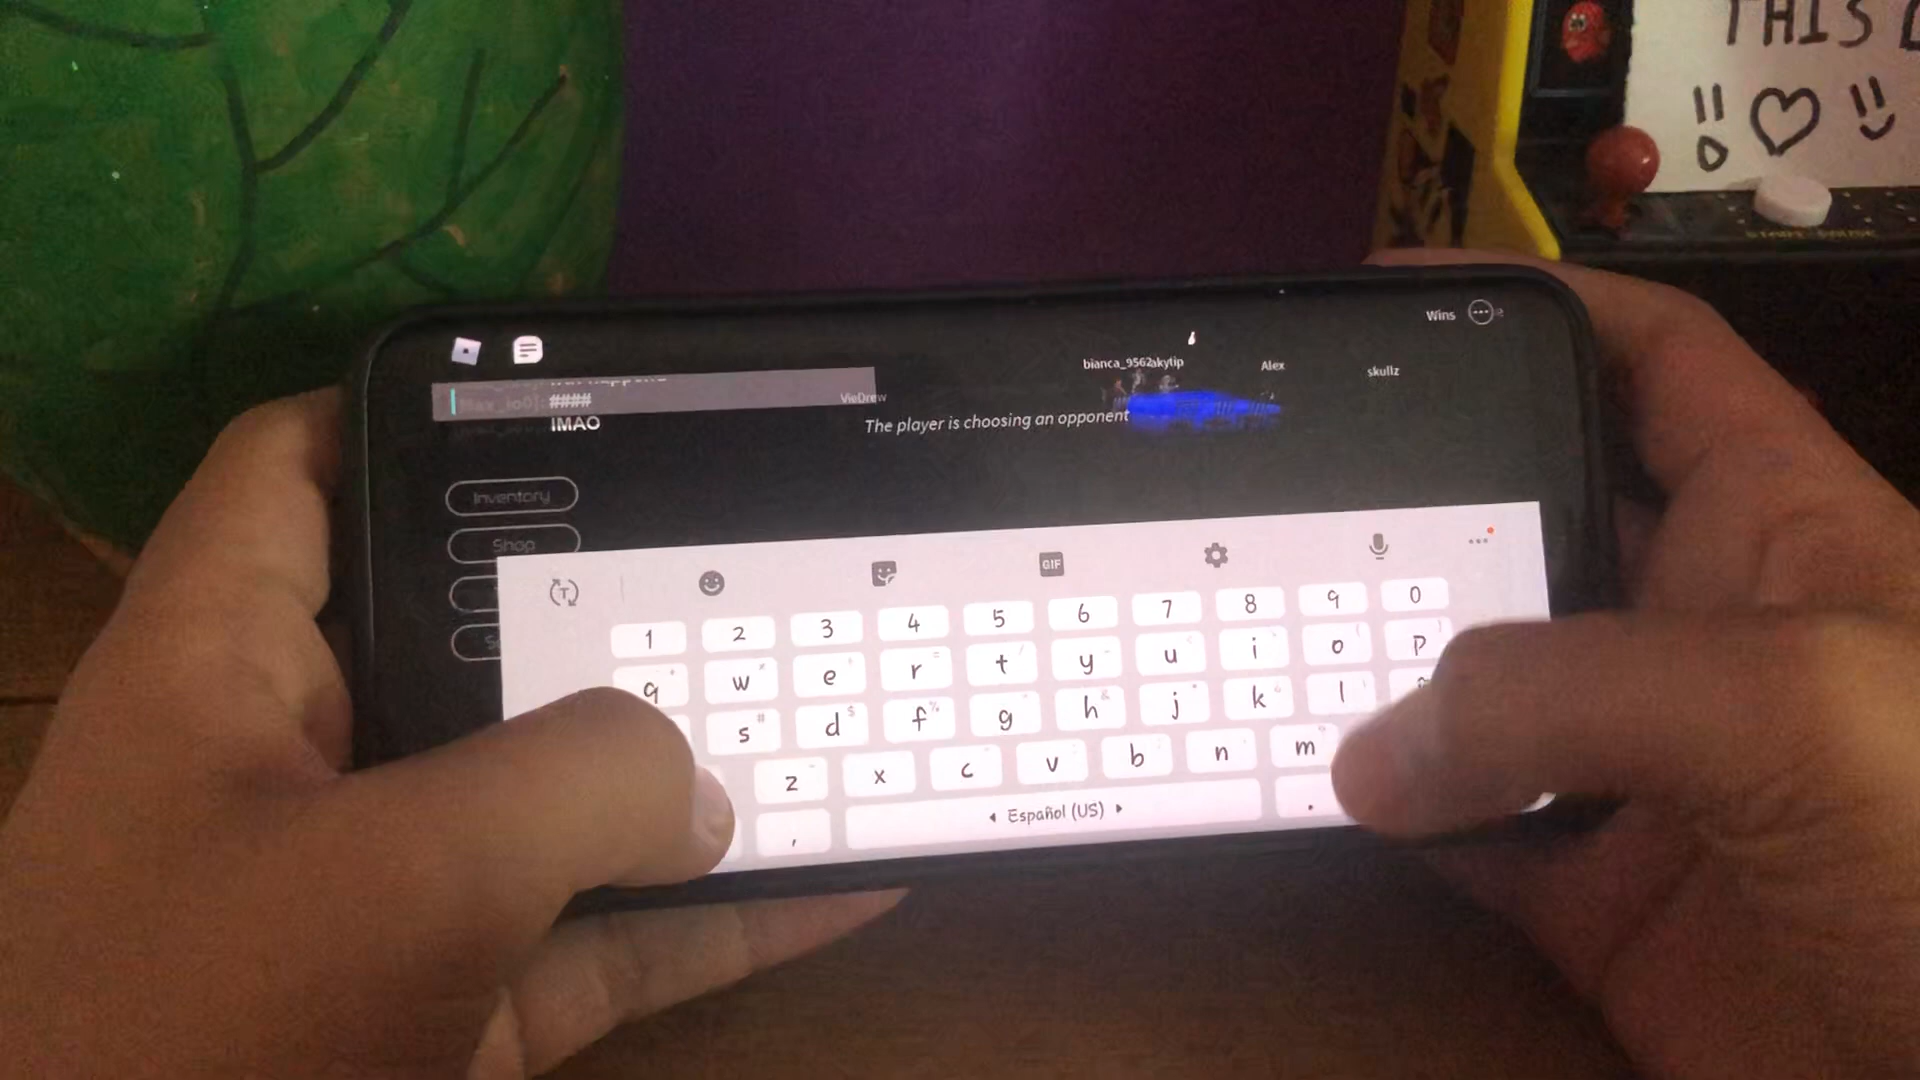 THIS
Wins
bianca_9562akytip
Alex
skullz
####
VieDrew
lMAO
The player is choosing an opponent
Inventory
Shop
GIF
1 2 3 4 5 6 7 8 9 0
q w e r t y u i o p
s d f g h j k l
z x c v b n m
, Español (US) .